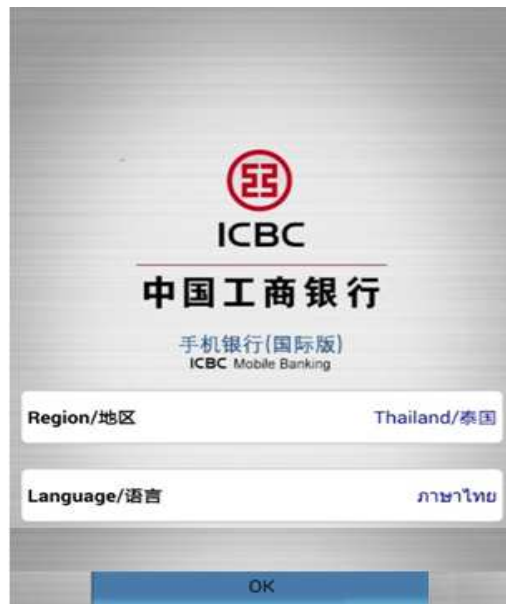 ICBC
中国工商银行
手机银行(国际版)
ICBC Mobile Banking
Region/地区 Thailand/泰国
Language/语言 ภาษาไทย
OK